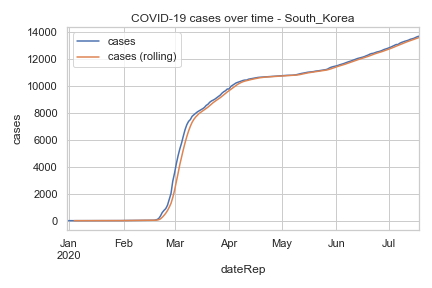 COVID-19 cases over time - South_Korea
cases
cases (rolling)
14000
12000
10000
8000
6000
4000
2000
0
cases
Jan Feb Mar Apr May Jun Jul
2020
dateRep